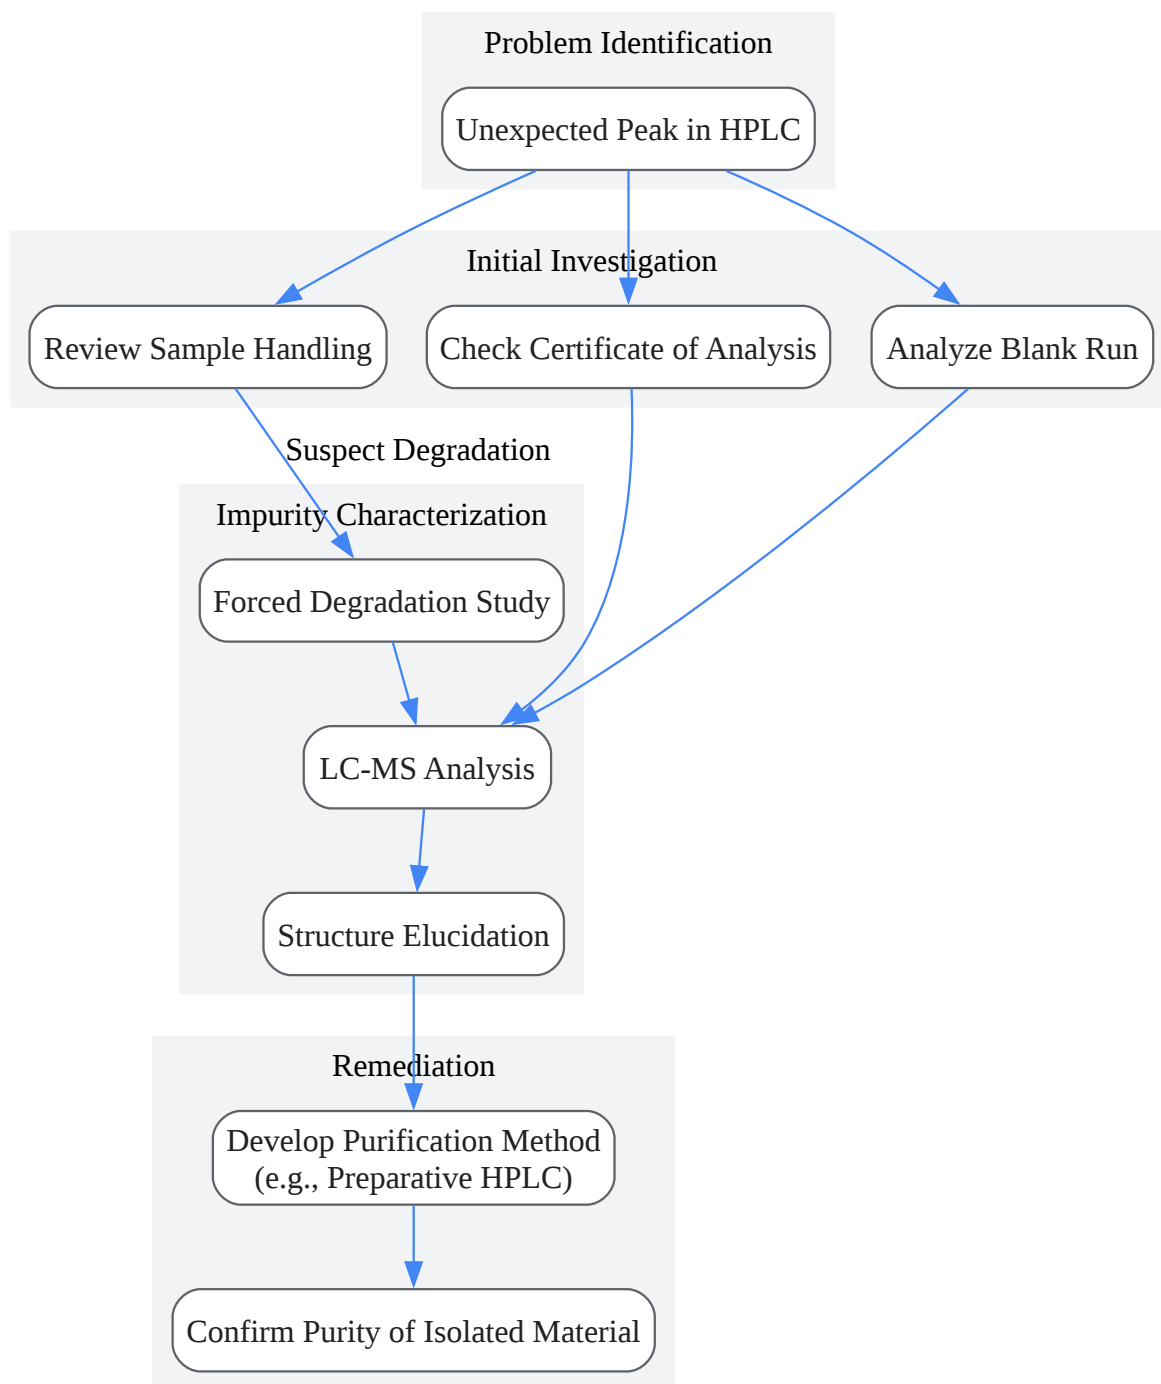 Problem Identification
Unexpected Peak in HPLC
Initial Investigation
Review Sample Handling
Check Certificate of Analysis
Analyze Blank Run
Suspect Degradation
Impurity Characterization
Forced Degradation Study
LC-MS Analysis
Structure Elucidation
Remediation
Develop Purification Method
(e.g., Preparative HPLC)
Confirm Purity of Isolated Material